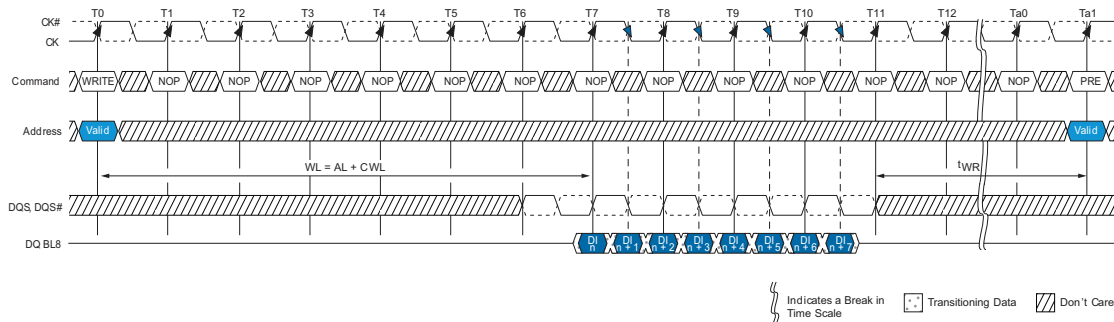 T0 T1 T2 T3 T4 T5 T6 T7 T8 T9 T10 T11 T12 Ta0 Ta1
CK#
CK
Command WRITE NOP NOP NOP NOP NOP NOP NOP NOP NOP NOP NOP NOP NOP PRE
Address Valid Valid
WL = AL + CWL tWR
DQS, DQS#
DQ BL8 DI n DI n + 1 DI n + 2 DI n + 3 DI n + 4 DI n + 5 DI n + 6 DI n + 7
Indicates a Break in
Time Scale
Transitioning Data
Don't Care